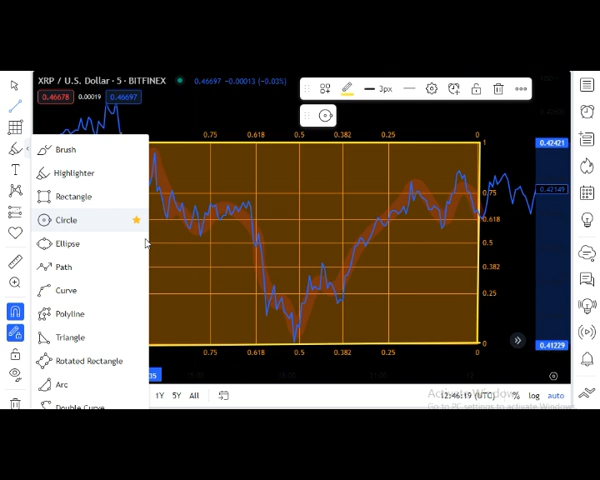 XRP / U.S. Dollar · 5 · BITFINEX 0.46697 −0.00013 (−0.03%)
0.46678 0.00019 0.46697
3px
0.75 0.618 0.5 0.382 0.25 0
1
0.42421
Brush
Highlighter
Rectangle
0.75
0.42149
Circle
0.618
Ellipse
0.5
Path
0.382
Curve
0.25
Polyline
Triangle
0
0.41229
0.75 0.618 0.5 0.382 0.25 0
Rotated Rectangle
Arc
1Y 5Y All
12:46:19 (UTC) % log auto
Activate Windows
Go to PC settings to activate Windows.
Double Curve